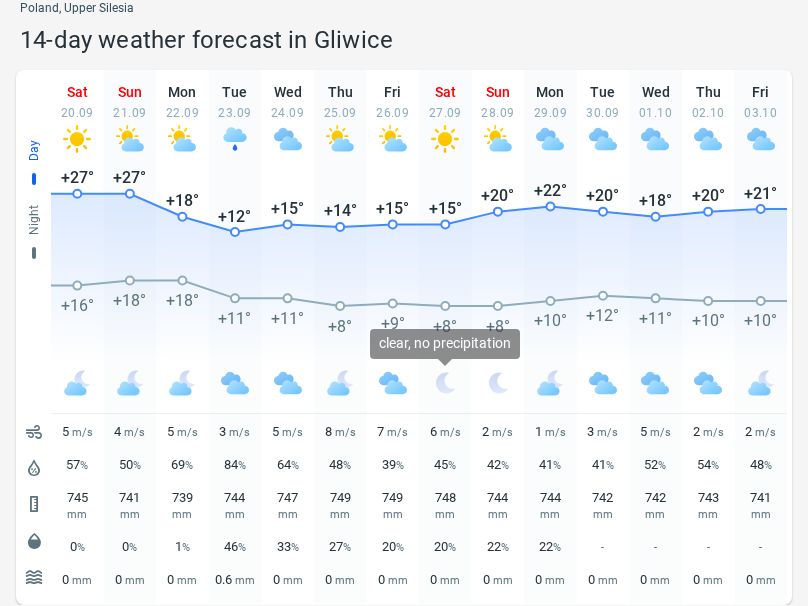 Poland, Upper Silesia
14-day weather forecast in Gliwice
Sat Sun Mon Tue Wed Thu Fri Sat Sun Mon Tue Wed Thu Fri
20.09 21.09 22.09 23.09 24.09 25.09 26.09 27.09 28.09 29.09 30.09 01.10 02.10 03.10
Day
+27° +27° +18° +12° +15° +14° +15° +15° +20° +22° +20° +18° +20° +21°
Night
+16° +18° +18° +11° +11° +8° +9° +8° +8° +10° +12° +11° +10° +10°
clear, no precipitation
5 m/s 4 m/s 5 m/s 3 m/s 5 m/s 8 m/s 7 m/s 6 m/s 2 m/s 1 m/s 3 m/s 5 m/s 2 m/s 2 m/s
57% 50% 69% 84% 64% 48% 39% 45% 42% 41% 41% 52% 54% 48%
745 741 739 744 747 749 749 748 744 744 742 742 743 741
mm mm mm mm mm mm mm mm mm mm mm mm mm mm
0% 0% 1% 46% 33% 27% 20% 20% 22% 22% - - - -
0 mm 0 mm 0 mm 0.6 mm 0 mm 0 mm 0 mm 0 mm 0 mm 0 mm 0 mm 0 mm 0 mm 0 mm